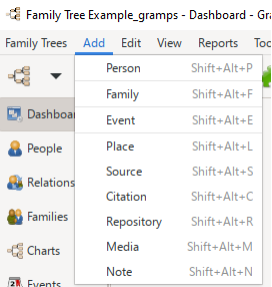 Family Tree Example_gramps - Dashboard - Gra
Family Trees Add Edit View Reports Too
Person Shift+Alt+P
Family Shift+Alt+F
Event Shift+Alt+E
Place Shift+Alt+L
Source Shift+Alt+S
Citation Shift+Alt+C
Repository Shift+Alt+R
Media Shift+Alt+M
Note Shift+Alt+N
Dashboa
People
Relations
Families
Charts
Events